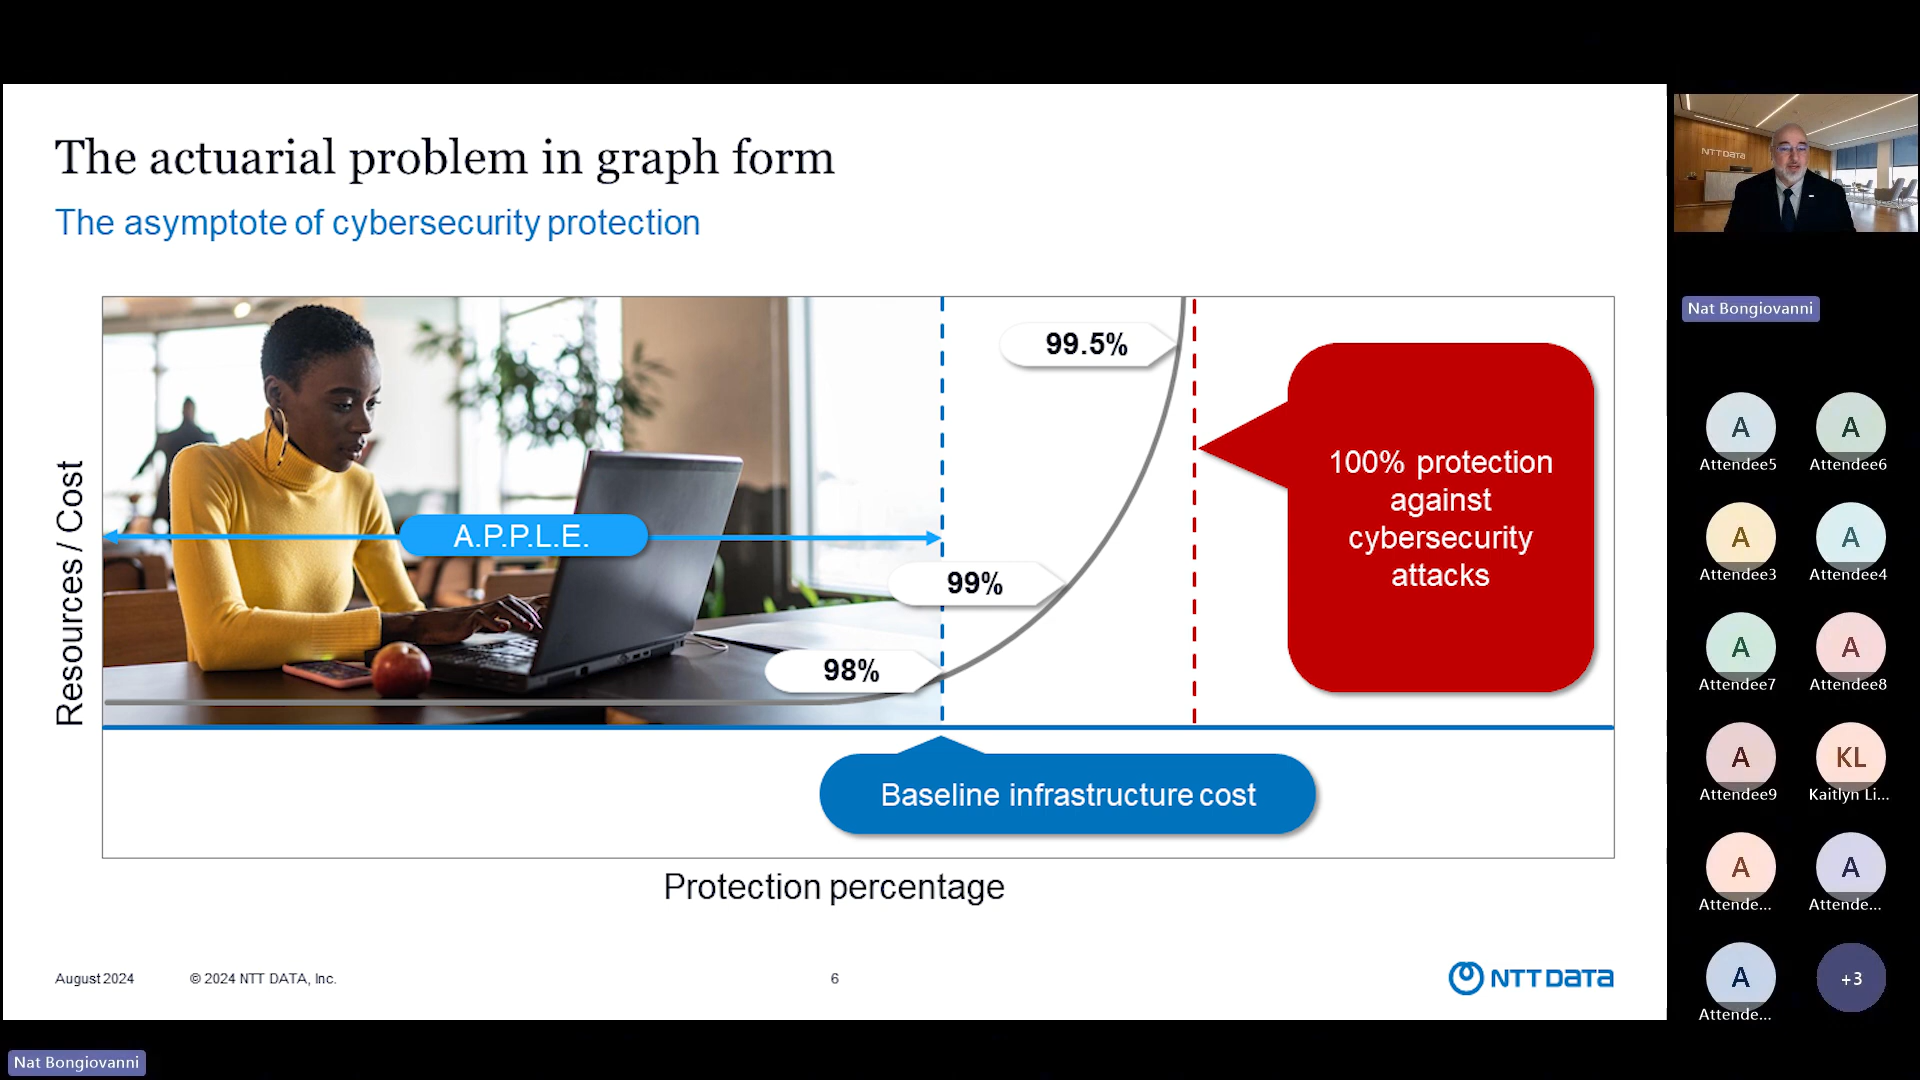 The actuarial problem in graph form
The asymptote of cybersecurity protection
Resources / Cost
A.P.P.L.E.
99.5%
99%
98%
100% protection
against
cybersecurity
attacks
Baseline infrastructure cost
Protection percentage
August 2024
© 2024 NTT DATA, Inc.
6
NTT DATA
NTT DATA
Nat Bongiovanni
A
Attendee5
A
Attendee6
A
Attendee3
A
Attendee4
A
Attendee7
A
Attendee8
A
Attendee9
KL
Kaitlyn Li...
A
Attende...
A
Attende...
A
Attende...
+3
Nat Bongiovanni